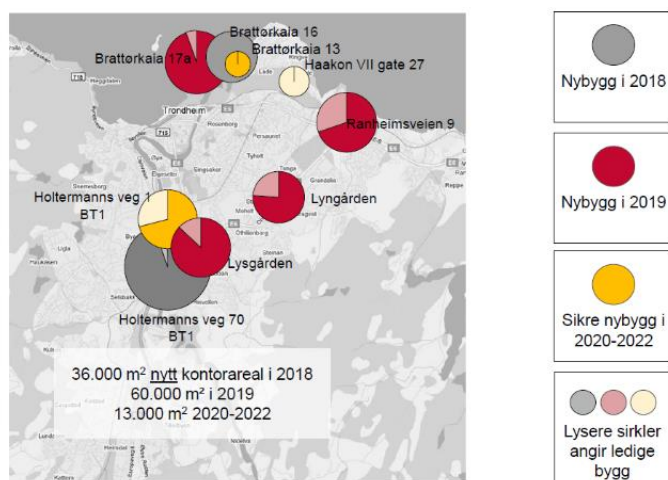 Brattørkaia 16
Brattørkaia 13
Brattørkaia 17a
Haakon VII gate 27
Trondheim
Ranheimsveien 9
Lyngården
Holtermanns veg 1
BT1
Lysgården
Holtermanns veg 70
BT1
36.000 m² nytt kontorareal i 2018
60.000 m² i 2019
13.000 m² 2020-2022
Nybygg i 2018
Nybygg i 2019
Sikre nybygg i
2020-2022
Lysere sirkler
angir ledige
bygg